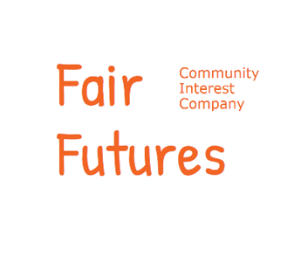 Fair
Futures
Community
Interest
Company